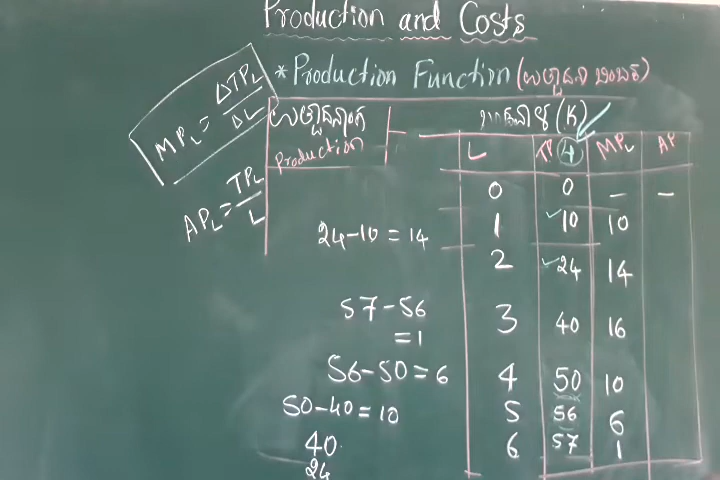 Production and Costs
* Production Function (
MPL = ΔTPL / ΔL
APL = TPL / L
Production
(K)
L TP MPL AP
0 0 – –
1 ✓10 10
24-10 = 14
2 ✓24 14
57-56
= 1
3 40 16
56-50 = 6
4 50 10
50-40 = 10
5 56 6
40
6 57 1
24